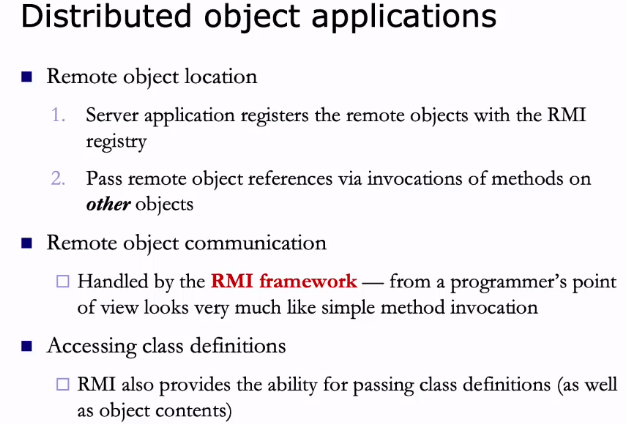 Distributed object applications
Remote object location
1. Server application registers the remote objects with the RMI
registry
2. Pass remote object references via invocations of methods on
other objects
Remote object communication
Handled by the RMI framework — from a programmer's point
of view looks very much like simple method invocation
Accessing class definitions
RMI also provides the ability for passing class definitions (as well
as object contents)